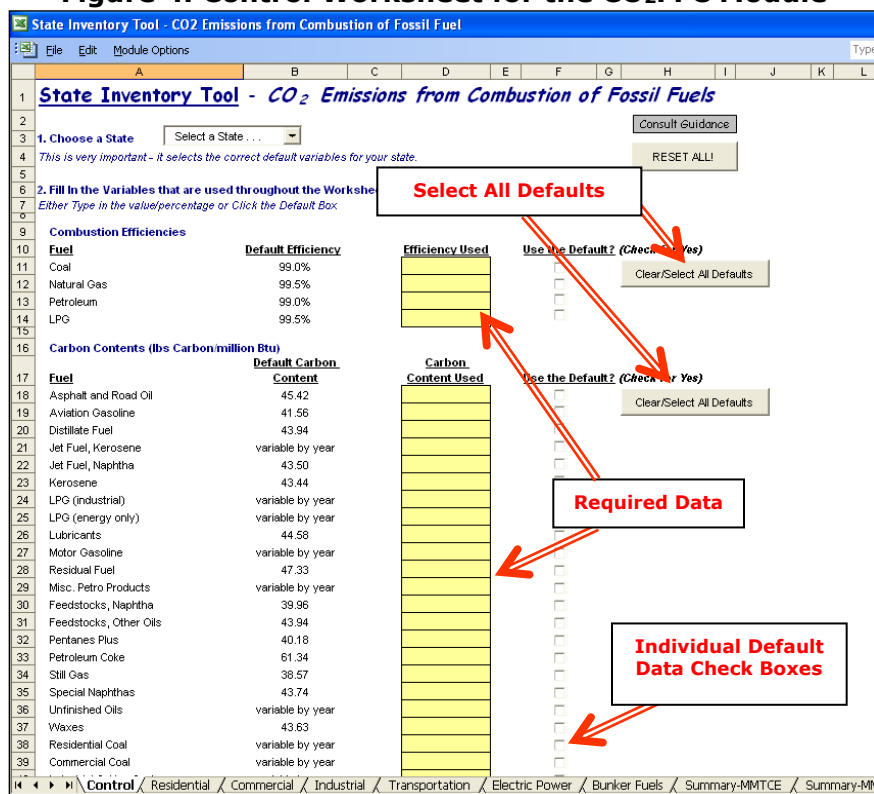 Figure 4. Control Worksheet for the CO2FFC Module
State Inventory Tool - CO2 Emissions from Combustion of Fossil Fuel
File Edit Module Options Type
A B C D E F G H I J K L
1 State Inventory Tool - CO2 Emissions from Combustion of Fossil Fuels
2 Consult Guidance
3 1. Choose a State Select a State . . .
4 This is very important - it selects the correct default variables for your state. RESET ALL!
5
6 2. Fill In the Variables that are used throughout the Works
Select All Defaults
7 Either Type in the value/percentage or Click the Default Box
8
9 Combustion Efficiencies
10 Fuel Default Efficiency Efficiency Used Use the Default? (Check for Yes)
11 Coal 99.0% Clear/Select All Defaults
12 Natural Gas 99.5%
13 Petroleum 99.0%
14 LPG 99.5%
15
16 Carbon Contents (lbs Carbon/million Btu)
Default Carbon Carbon
17 Fuel Content Content Used Use the Default? (Check for Yes)
18 Asphalt and Road Oil 45.42 Clear/Select All Defaults
19 Aviation Gasoline 41.56
20 Distillate Fuel 43.94
21 Jet Fuel, Kerosene variable by year
22 Jet Fuel, Naphtha 43.50
23 Kerosene 43.44
24 LPG (industrial) variable by year
Required Data
25 LPG (energy only) variable by year
26 Lubricants 44.58
27 Motor Gasoline variable by year
28 Residual Fuel 47.33
29 Misc. Petro Products variable by year
30 Feedstocks, Naphtha 39.96
31 Feedstocks, Other Oils 43.94
32 Pentanes Plus 40.18
Individual Default
Data Check Boxes
33 Petroleum Coke 61.34
34 Still Gas 38.57
35 Special Naphthas 43.74
36 Unfinished Oils variable by year
37 Waxes 43.63
38 Residential Coal variable by year
39 Commercial Coal variable by year
Control Residential Commercial Industrial Transportation Electric Power Bunker Fuels Summary-MMTCE Summary-MM